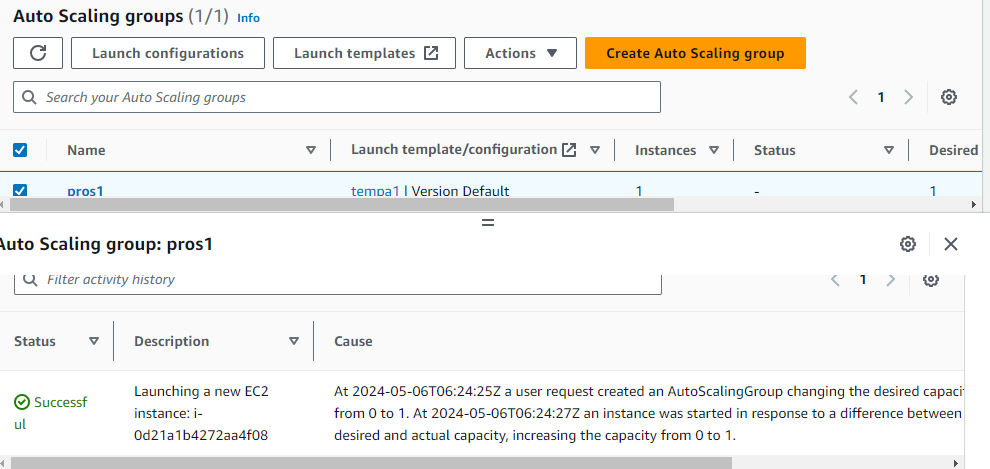 Auto Scaling groups (1/1) Info
Launch configurations Launch templates Actions Create Auto Scaling group
Search your Auto Scaling groups 1
Name Launch template/configuration Instances Status Desired
pros1 tempa1 | Version Default 1 - 1
Auto Scaling group: pros1
Filter activity history 1
Status Description Cause
Launching a new EC2 At 2024-05-06T06:24:25Z a user request created an AutoScalingGroup changing the desired capaci
Successf instance: i- from 0 to 1. At 2024-05-06T06:24:27Z an instance was started in response to a difference between
ul 0d21a1b4272aa4f08 desired and actual capacity, increasing the capacity from 0 to 1.